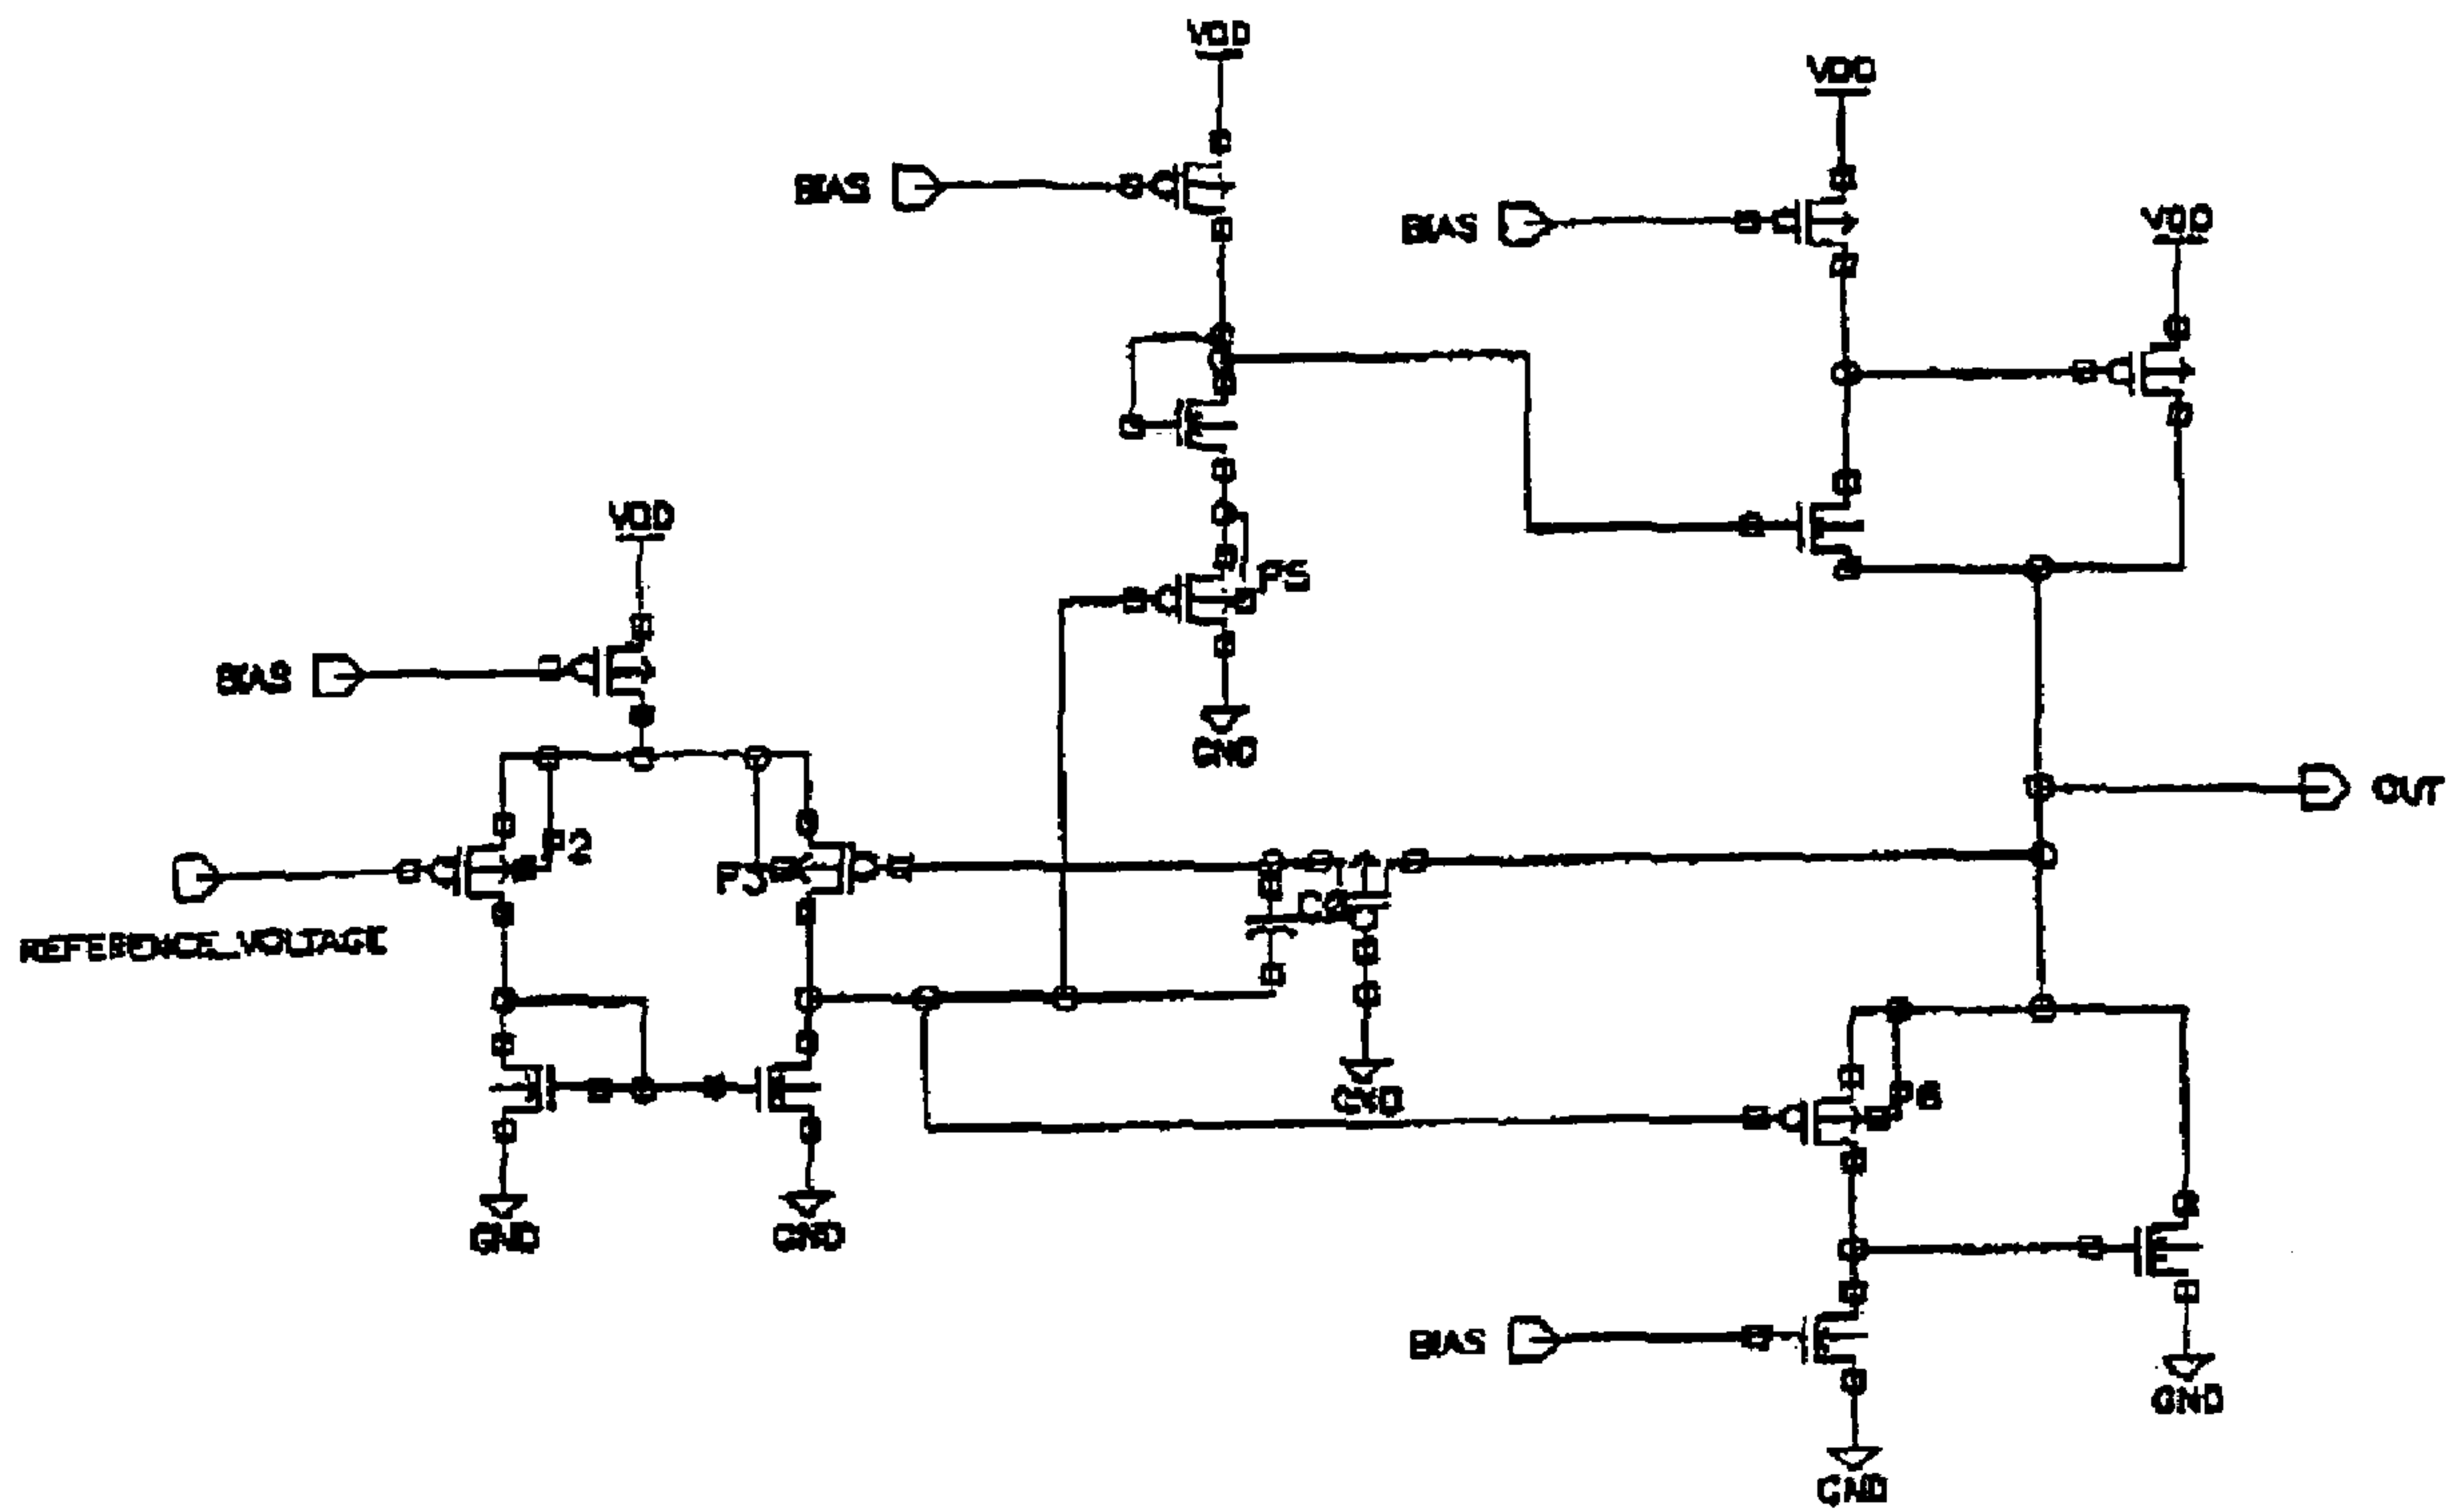 VDD
VDD
BIAS
VDD
BIAS
VDD
P5
BIAS
GND
OUT
P2
P3
REFERENCE_VOLTAGE
GND
P6
GND
GND
BIAS
GND
GND